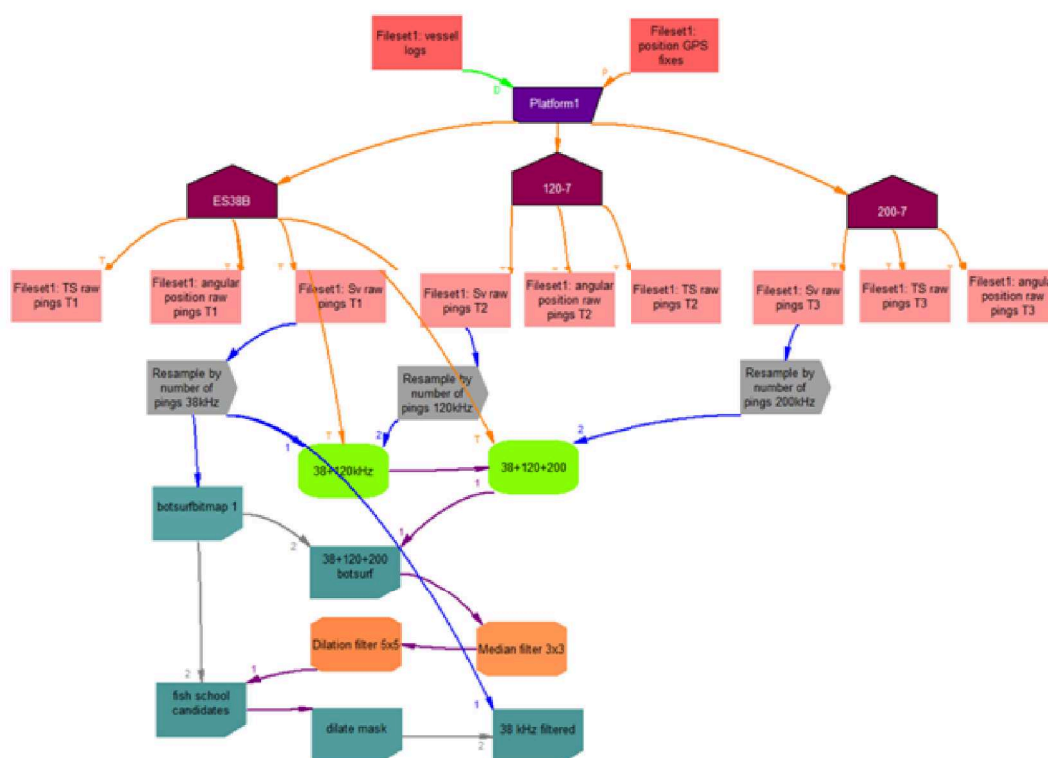 Fileset1: vessel
logs
Fileset1:
position GPS
fixes
D
P
Platform1
ES38B
120-7
200-7
T
T
T
T
T
T
T
T
T
Fileset1: TS raw
pings T1
Fileset1: angular
position raw
pings T1
Fileset1: Sv raw
pings T1
Fileset1: Sv raw
pings T2
Fileset1: angular
position raw
pings T2
Fileset1: TS raw
pings T2
Fileset1: Sv raw
pings T3
Fileset1: TS raw
pings T3
Fileset1: angular
position raw
pings T3
Resample by
number of
pings 38kHz
Resample by
number of
pings 120kHz
Resample by
number of
pings 200kHz
1
T
2
T
2
38+120kHz
38+120+200
1
botsurfbitmap 1
2
1
38+120+200
botsurf
Dilation filter 5x5
Median filter 3x3
2
1
fish school
candidates
dilate mask
1
2
38 kHz filtered